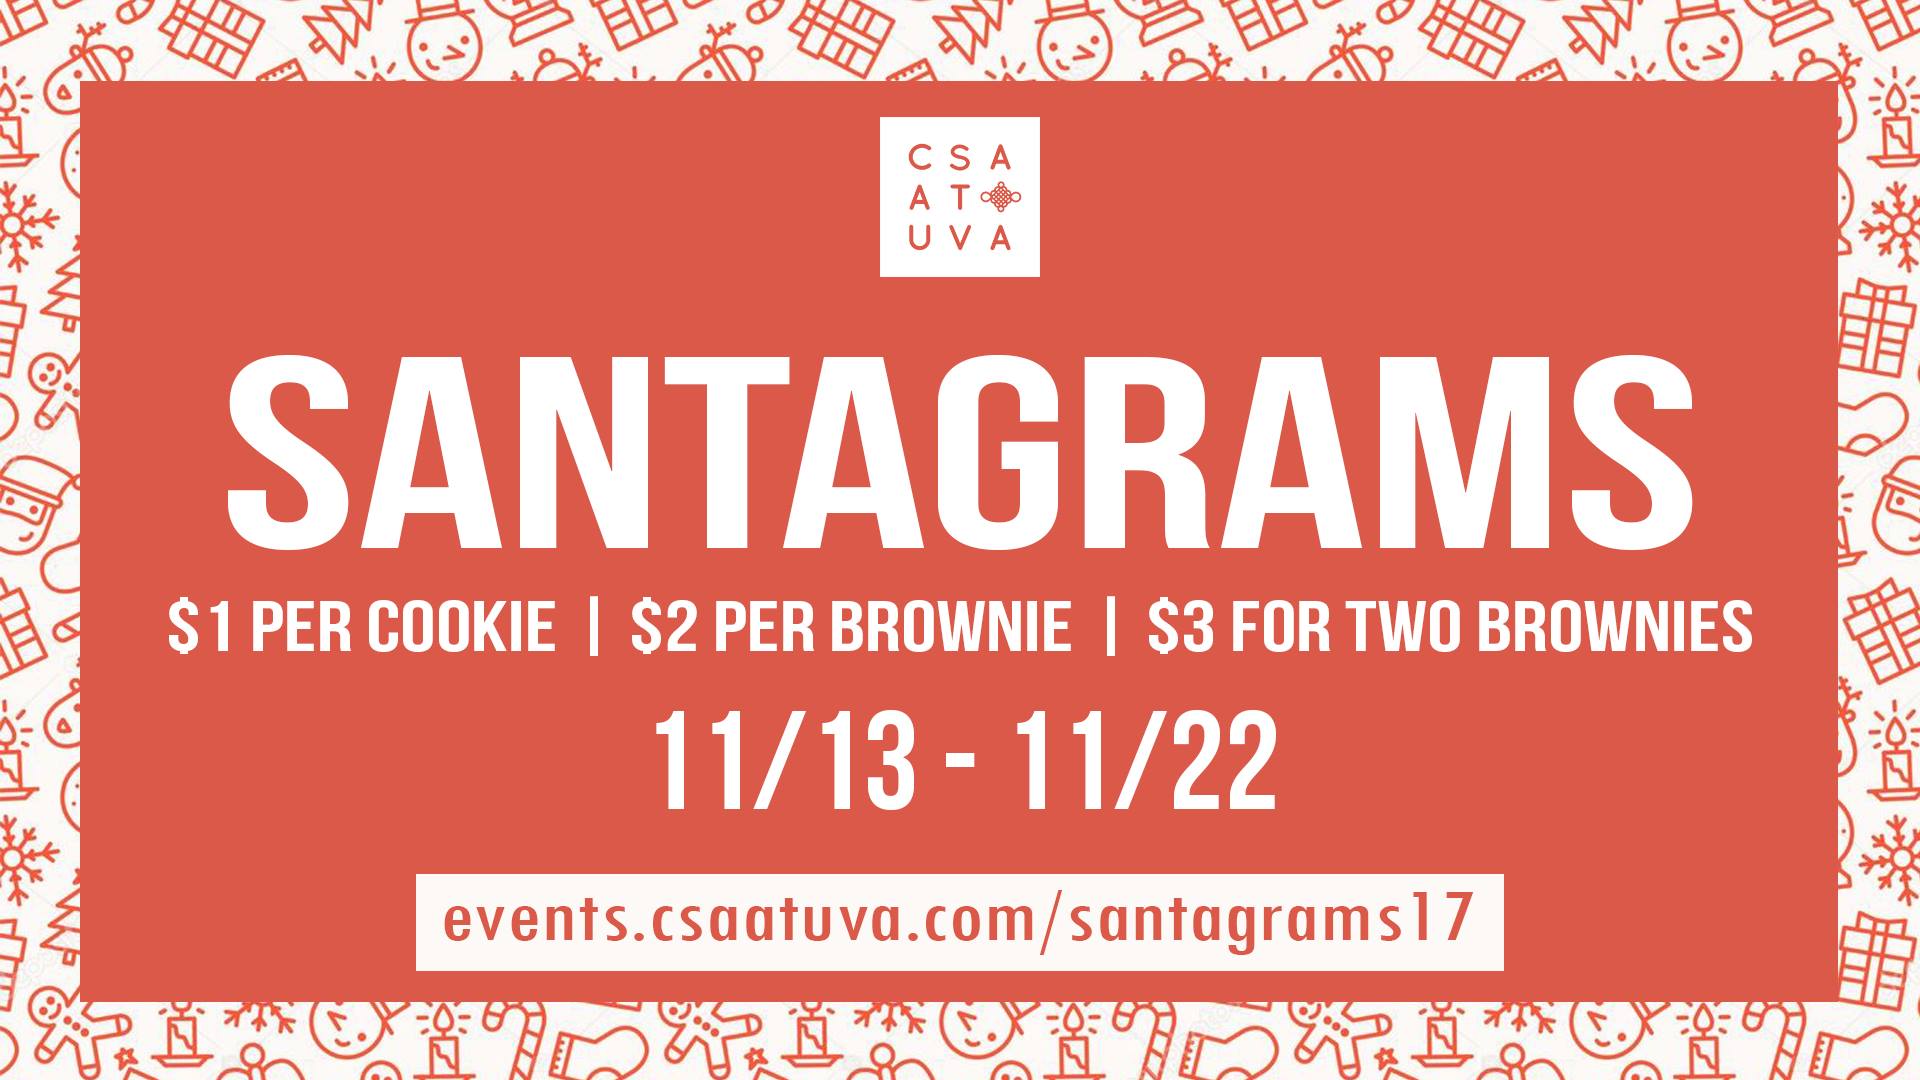 CSA
AT
UVA
SANTAGRAMS
$1 PER COOKIE | $2 PER BROWNIE | $3 FOR TWO BROWNIES
11/13 - 11/22
events.csaatuva.com/santagrams17